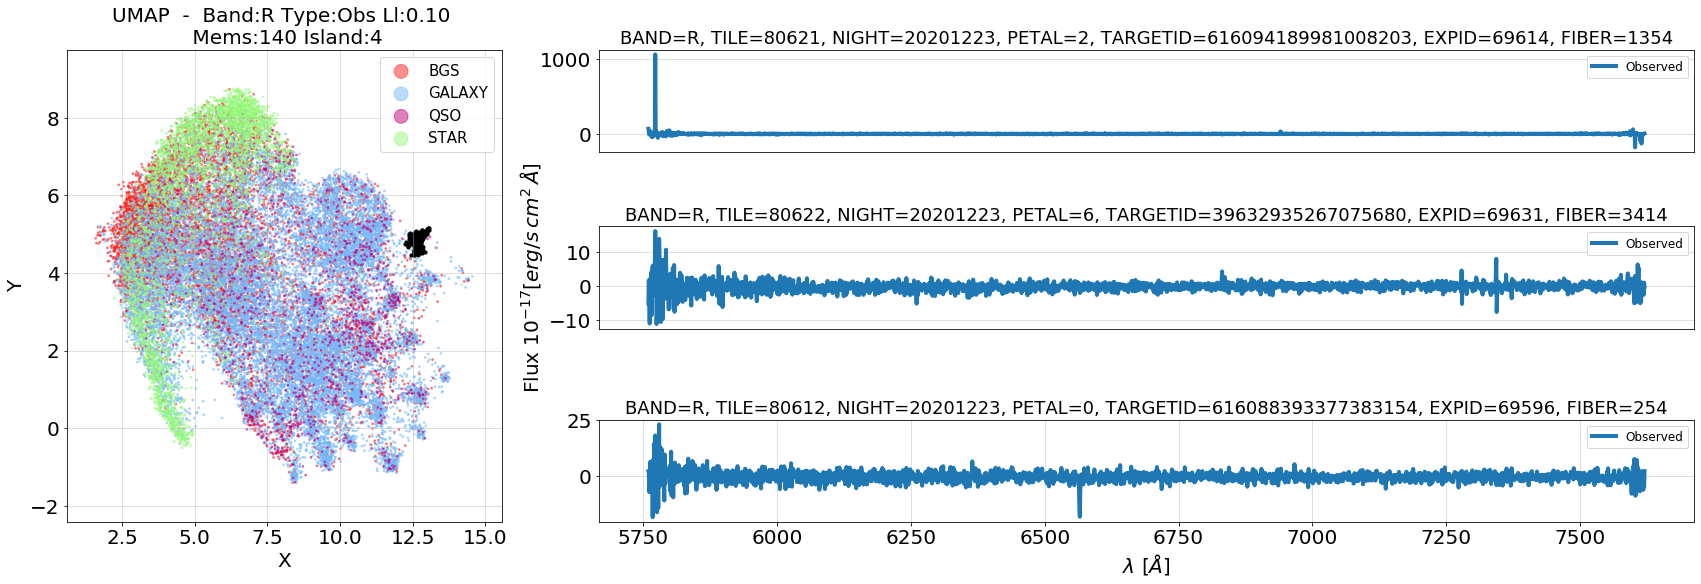 UMAP - Band:R Type:Obs Ll:0.10
Mems:140 Island:4
BGS
GALAXY
QSO
STAR
8
6
4
2
0
−2
Y
2.5 5.0 7.5 10.0 12.5 15.0
X
BAND=R, TILE=80621, NIGHT=20201223, PETAL=2, TARGETID=616094189981008203, EXPID=69614, FIBER=1354
Observed
1000
0
BAND=R, TILE=80622, NIGHT=20201223, PETAL=6, TARGETID=39632935267075680, EXPID=69631, FIBER=3414
Observed
10
0
−10
Flux 10⁻¹⁷[erg/s cm² Å]
BAND=R, TILE=80612, NIGHT=20201223, PETAL=0, TARGETID=616088393377383154, EXPID=69596, FIBER=254
Observed
25
0
5750 6000 6250 6500 6750 7000 7250 7500
λ [Å]